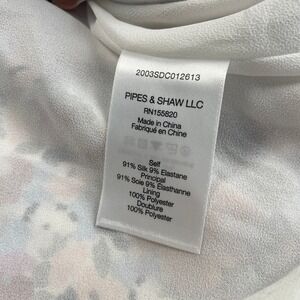 2003SDC012613
PIPES & SHAW LLC
RN155820
Made in China
Fabriqué en Chine
Self
91% Silk 9% Elastane
Principal
91% Soie 9% Élasthanne
Lining
100% Polyester
Doublure
100% Polyester